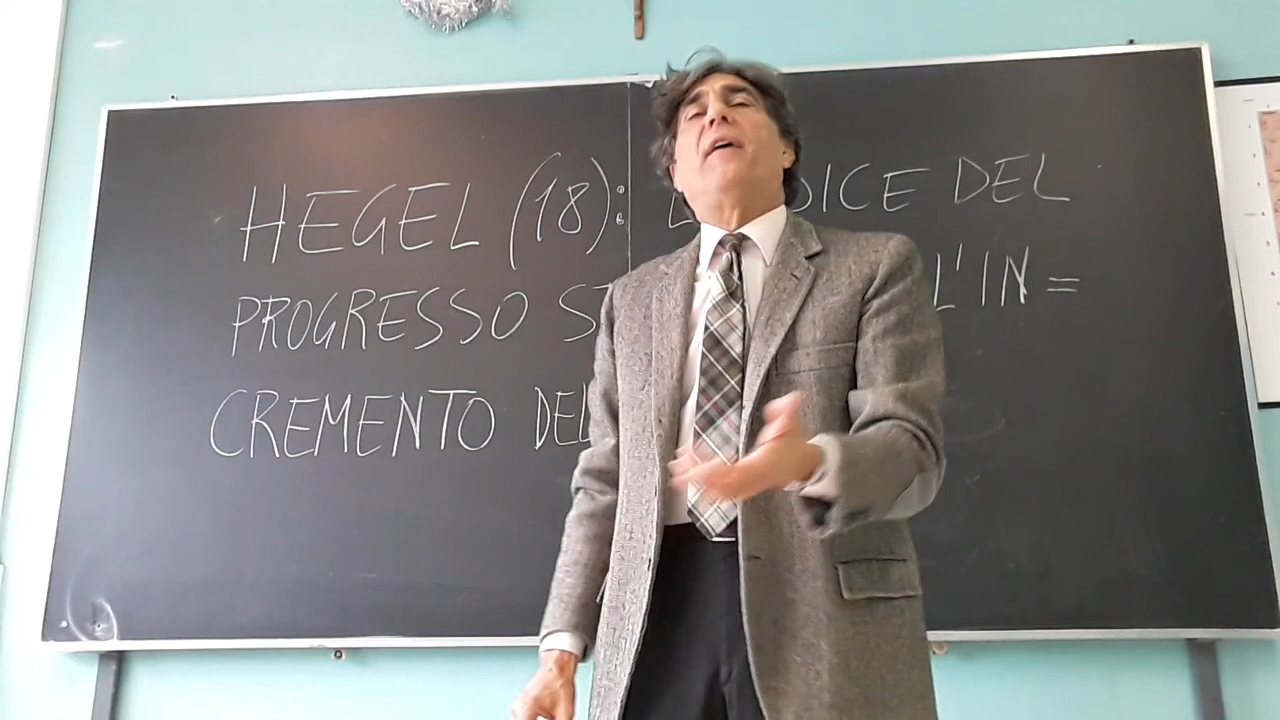 HEGEL (18): DICE DEL
PROGRESSO ST L'IN=
CREMENTO DEL